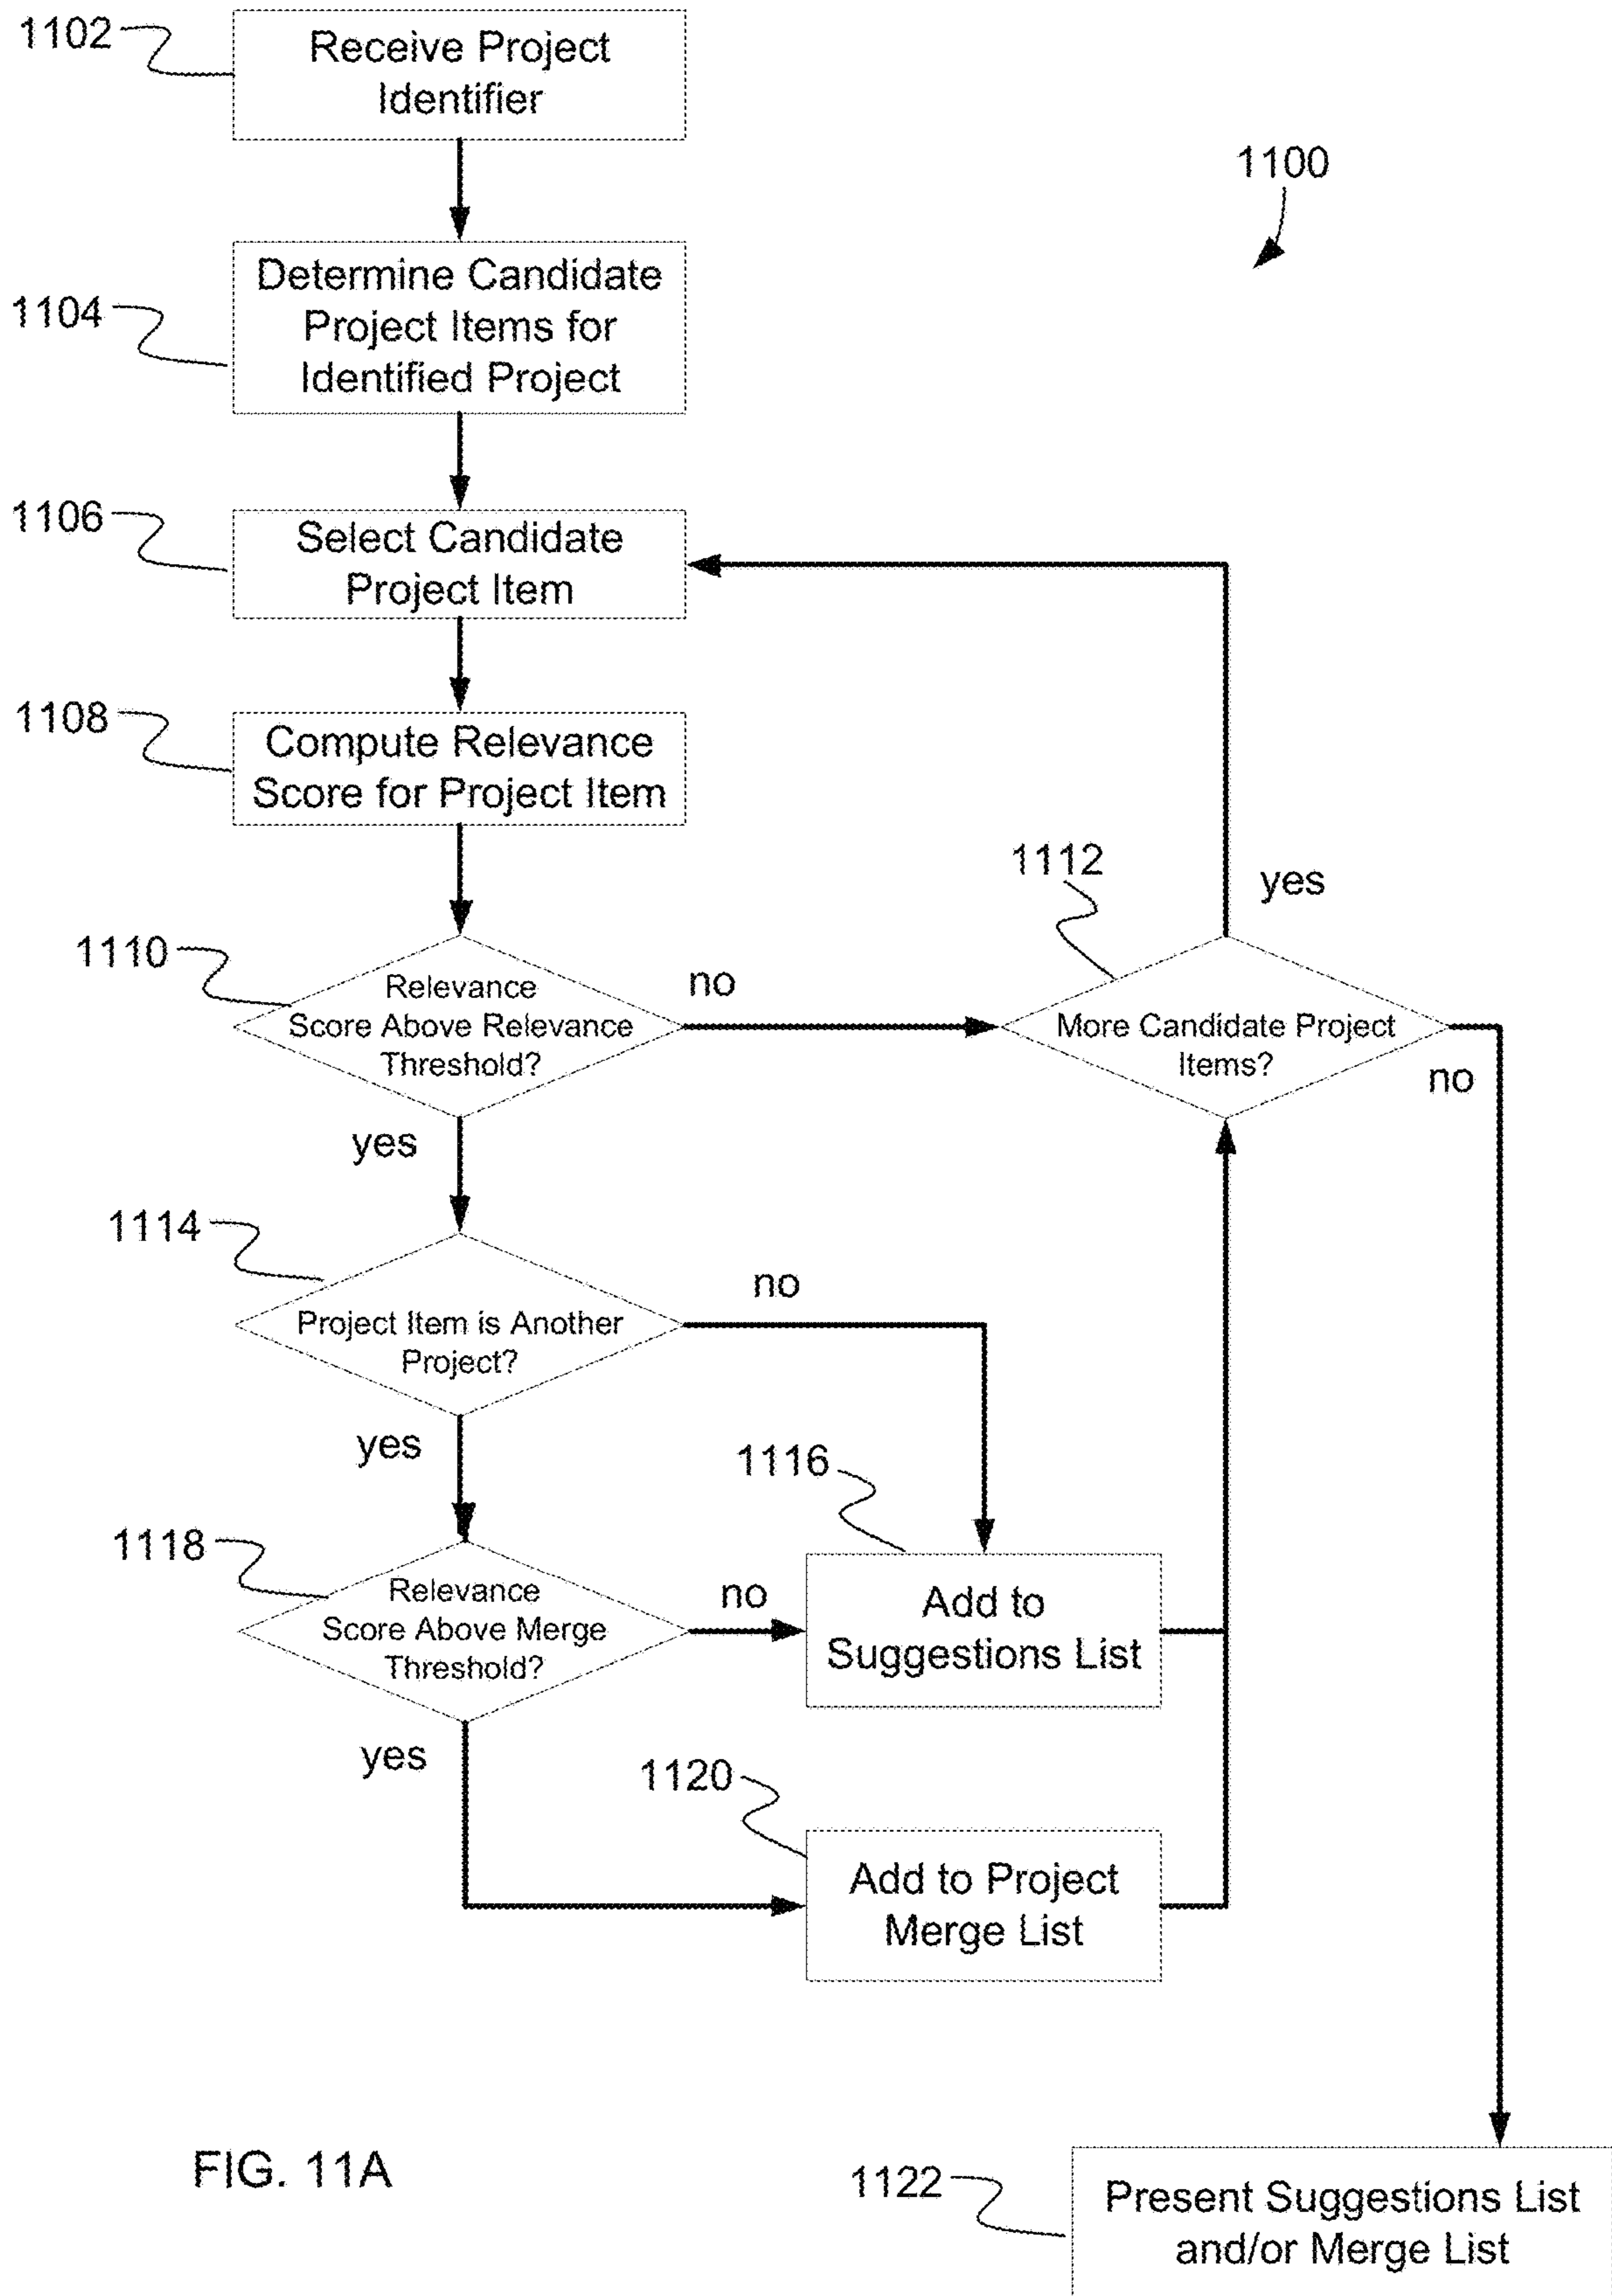 1102
Receive Project
Identifier
1100
1104
Determine Candidate
Project Items for
Identified Project
1106
Select Candidate
Project Item
1108
Compute Relevance
Score for Project Item
1112
yes
1110
Relevance
Score Above Relevance
Threshold?
no
More Candidate Project
Items?
no
yes
1114
no
Project Item is Another
Project?
yes
1116
1118
Relevance
Score Above Merge
Threshold?
no
Add to
Suggestions List
yes
1120
Add to Project
Merge List
FIG. 11A
1122
Present Suggestions List
and/or Merge List